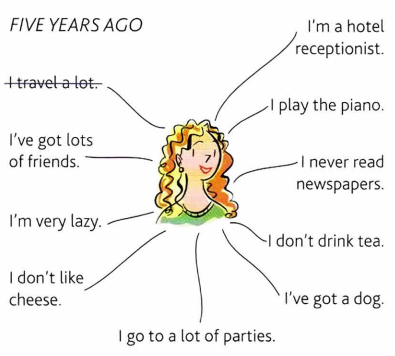 FIVE YEARS AGO
I travel a lot.
I've got lots
of friends.
I'm very lazy.
I don't like
cheese.
I go to a lot of parties.
I'm a hotel
receptionist.
I play the piano.
I never read
newspapers.
I don't drink tea.
I've got a dog.